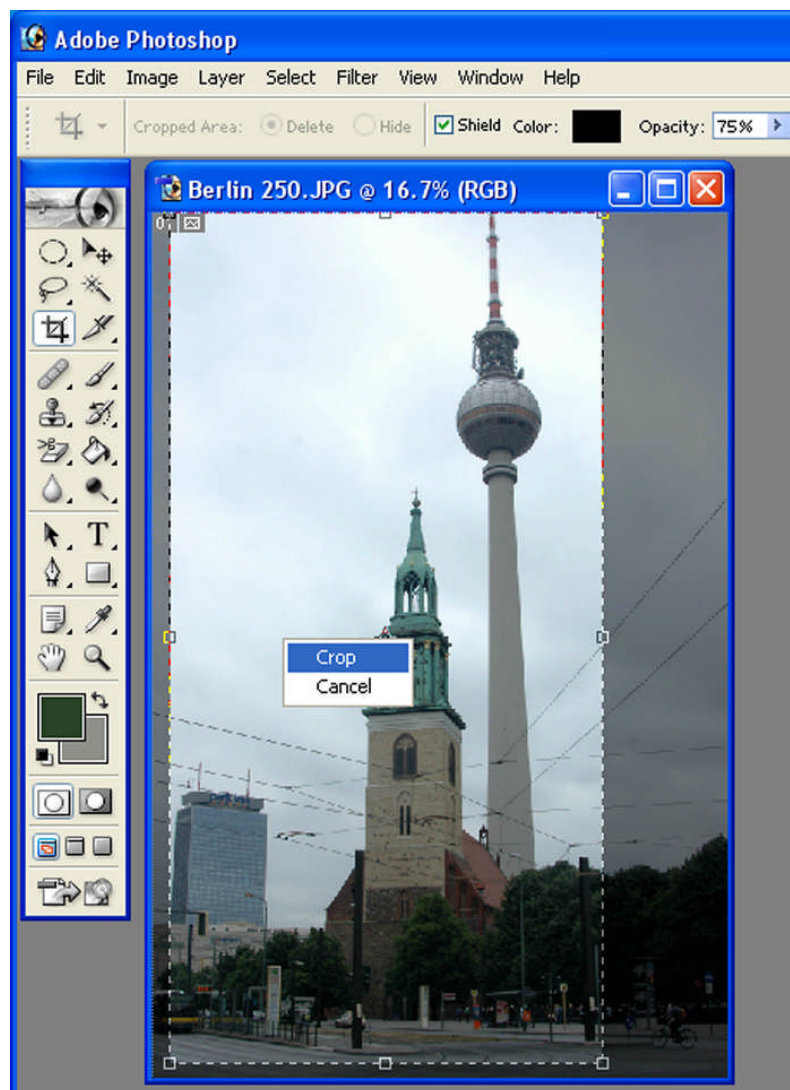 Adobe Photoshop
File Edit Image Layer Select Filter View Window Help
Cropped Area: Delete Hide Shield Color: Opacity: 75%
Berlin 250.JPG @ 16.7% (RGB)
Crop
Cancel